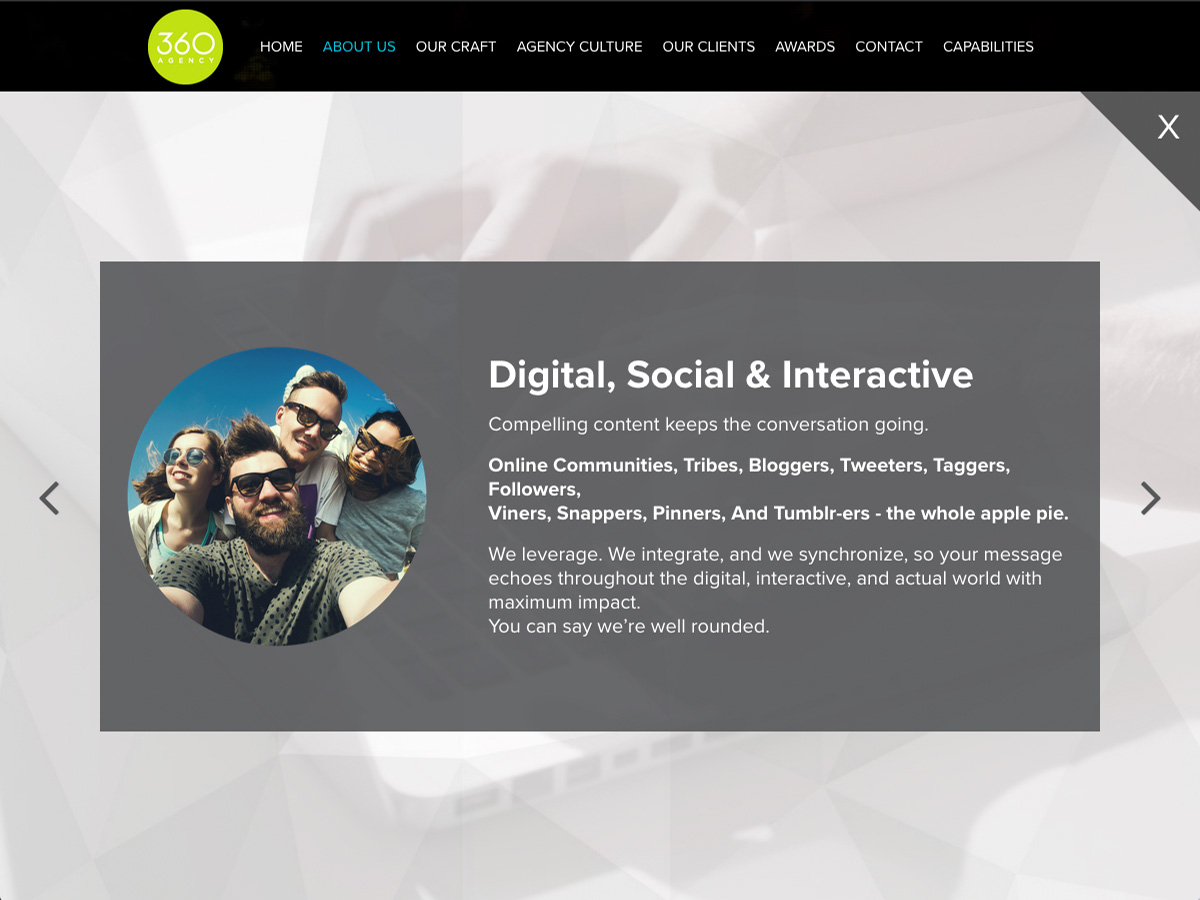 360
AGENCY
HOME ABOUT US OUR CRAFT AGENCY CULTURE OUR CLIENTS AWARDS CONTACT CAPABILITIES
X
Digital, Social & Interactive
Compelling content keeps the conversation going.
Online Communities, Tribes, Bloggers, Tweeters, Taggers,
Followers,
Viners, Snappers, Pinners, And Tumblr-ers - the whole apple pie.
We leverage. We integrate, and we synchronize, so your message
echoes throughout the digital, interactive, and actual world with
maximum impact.
You can say we’re well rounded.